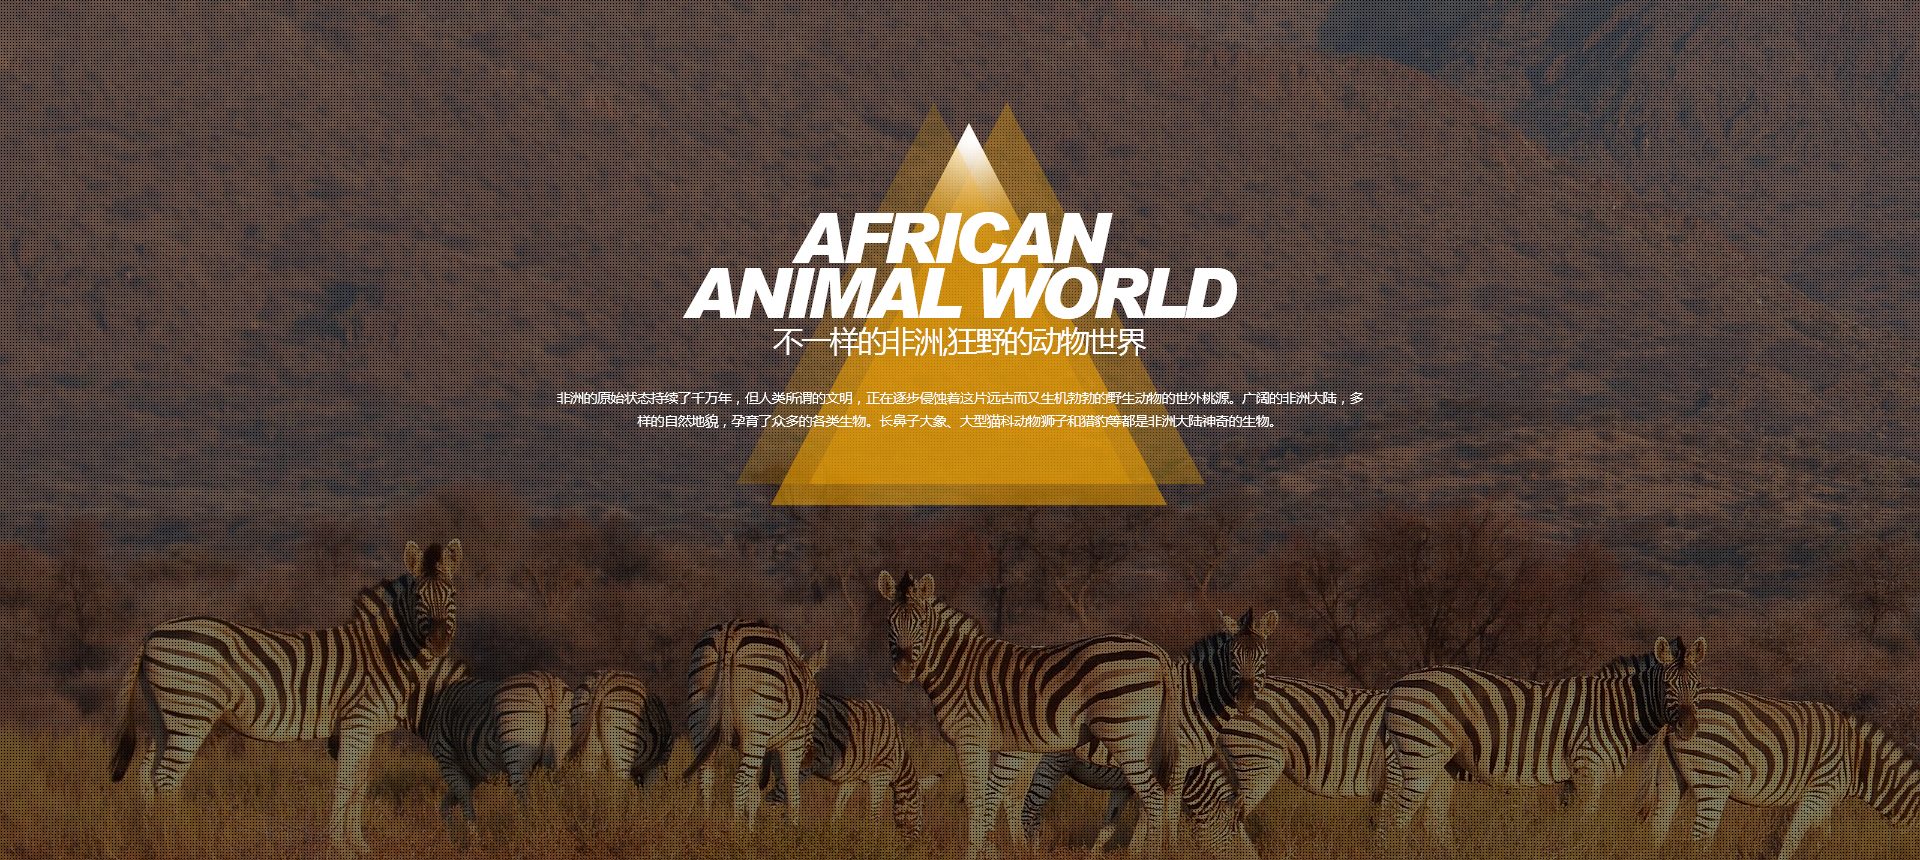 AFRICAN
ANIMAL WORLD
不一样的非洲,狂野的动物世界
非洲的原始状态持续了千万年，但人类所谓的文明，正在逐步侵蚀着这片远古而又生机勃勃的野生动物的世外桃源。广阔的非洲大陆，多
样的自然地貌，孕育了众多的各类生物。长鼻子大象、大型猫科动物狮子和猎豹等都是非洲大陆神奇的生物。